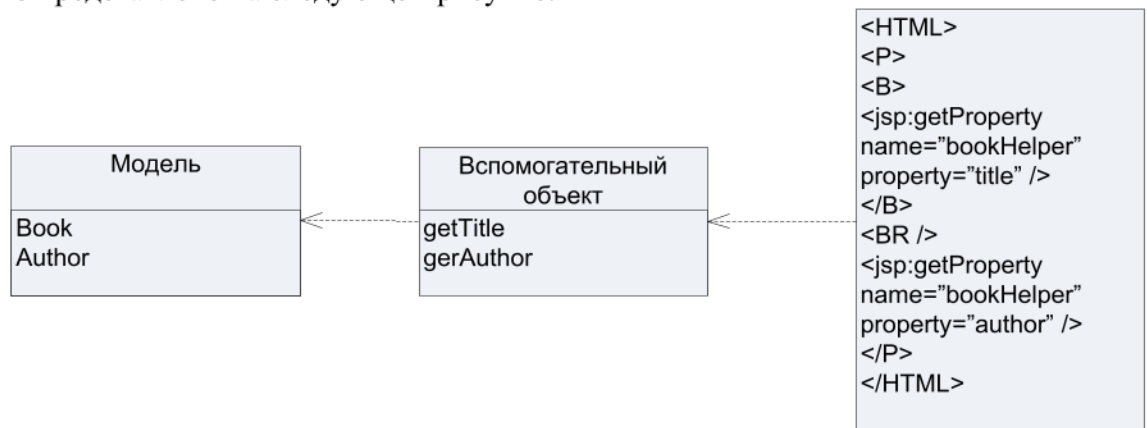 Модель
Book
Author
Вспомогательный
объект
getTitle
gerAuthor
<HTML>
<P>
<B>
<jsp:getProperty
name=”bookHelper”
property=”title” />
</B>
<BR />
<jsp:getProperty
name=”bookHelper”
property=”author” />
</P>
</HTML>